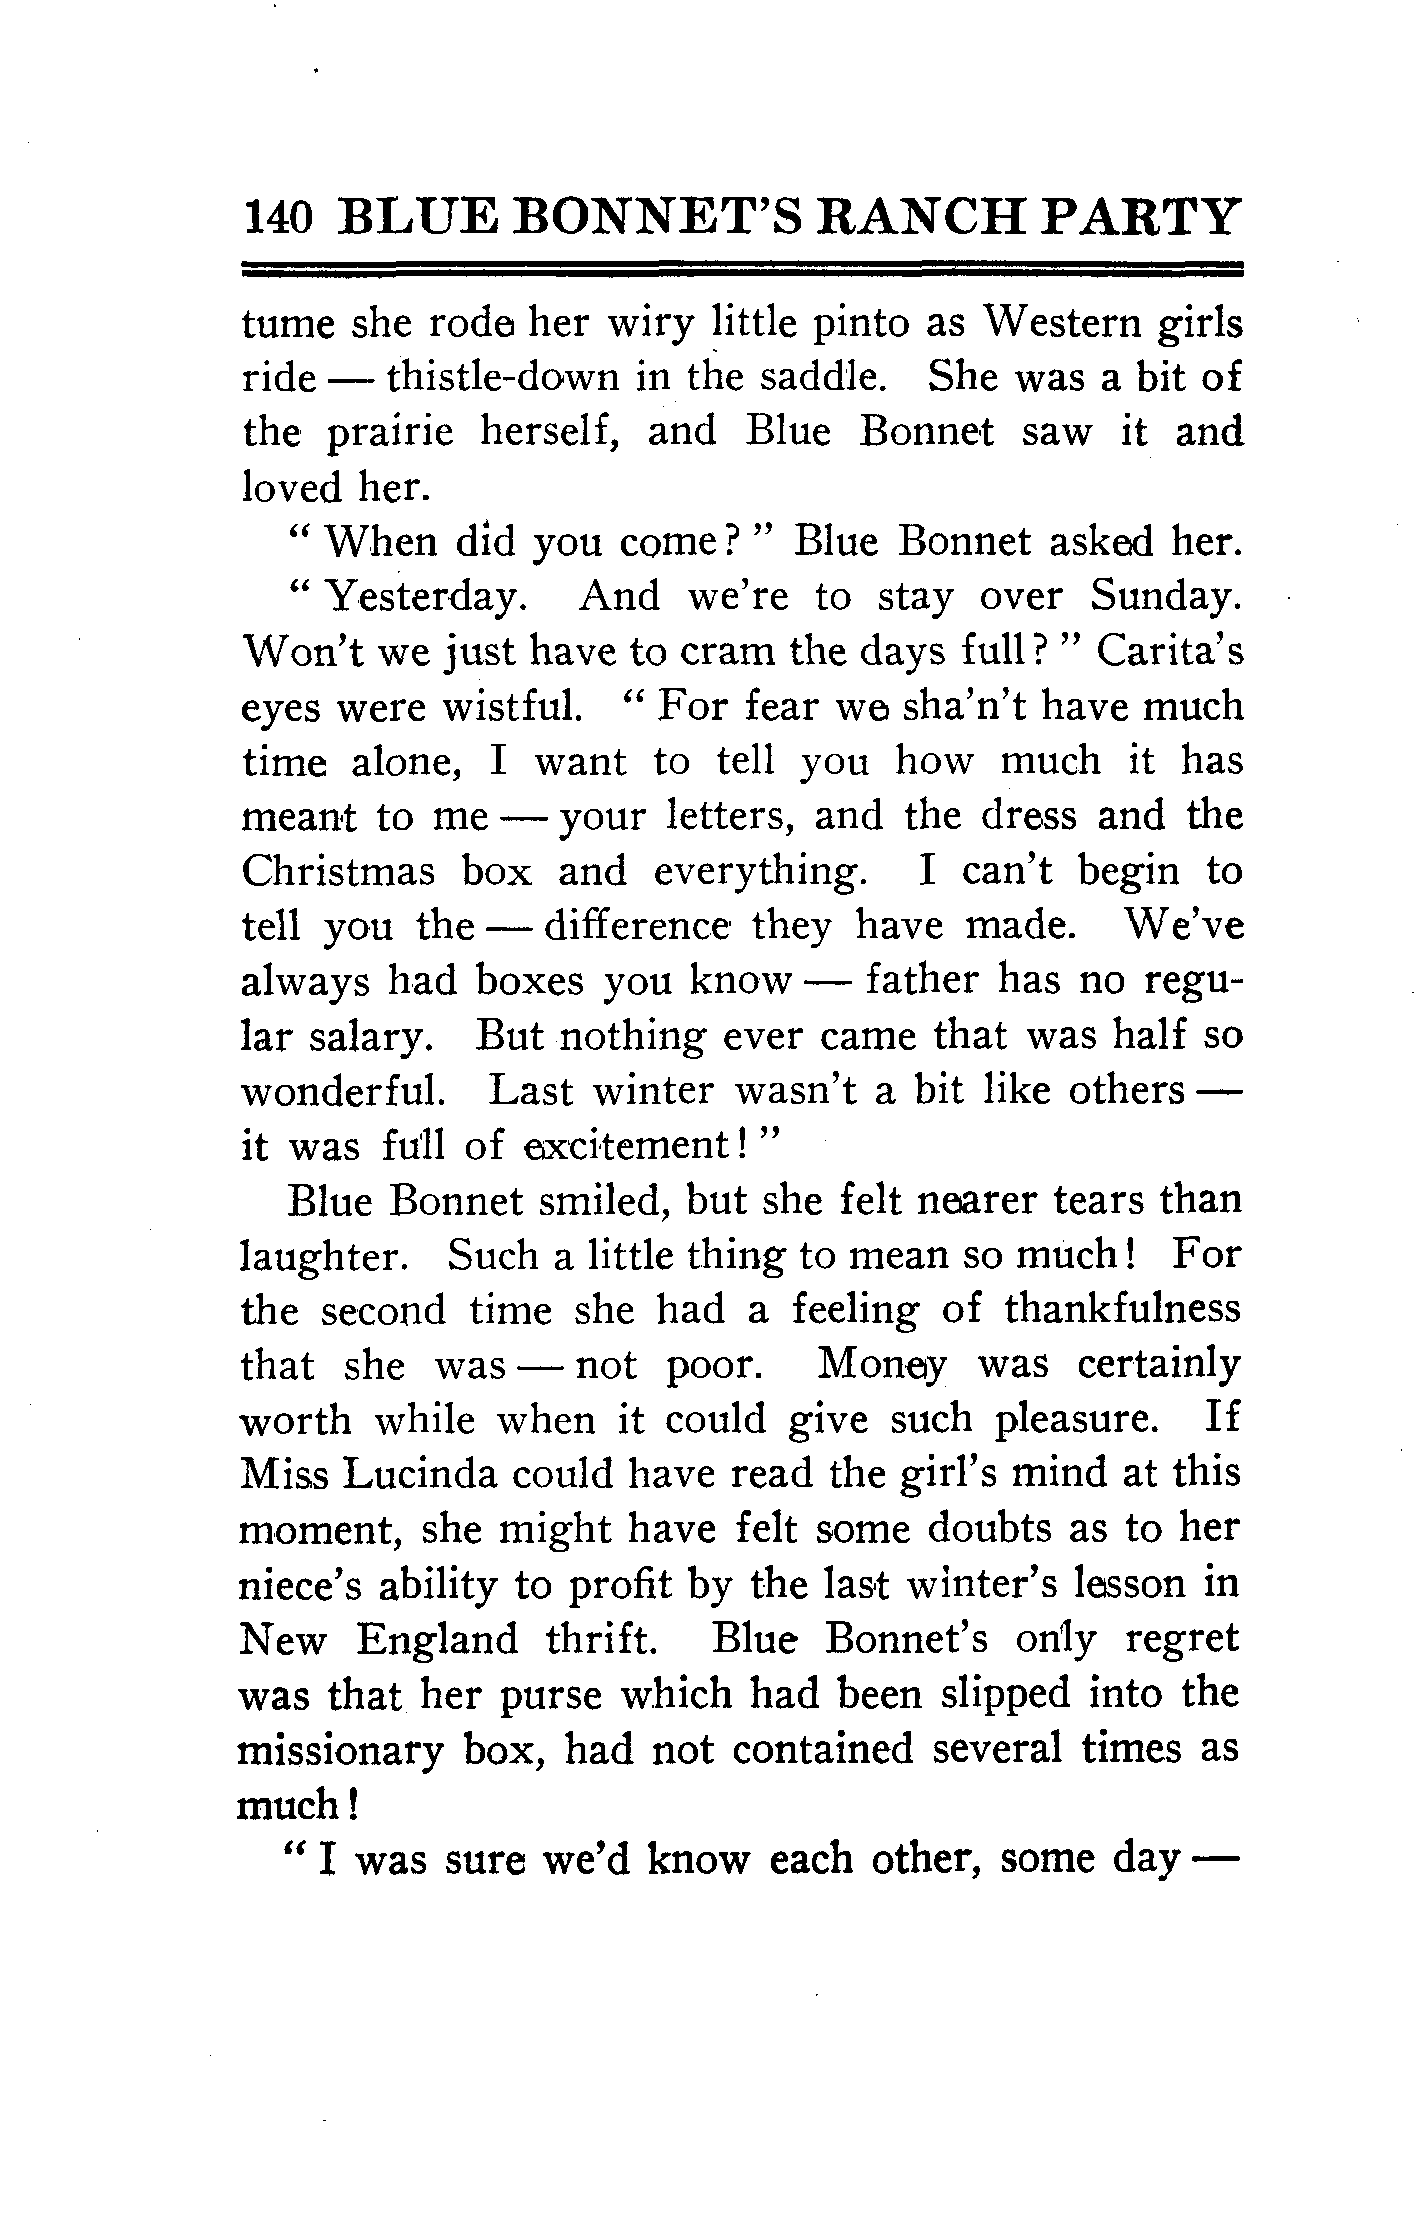 140 BLUE BONNET'S RANCH PARTY
tume she rode her wiry little pinto as Western girls
ride — thistle-down in the saddle. She was a bit of
the prairie herself, and Blue Bonnet saw it and
loved her.
" When did you come? " Blue Bonnet asked her.
" Yesterday. And we're to stay over Sunday.
Won't we just have to cram the days full? " Carita's
eyes were wistful. " For fear we sha'n't have much
time alone, I want to tell you how much it has
meant to me — your letters, and the dress and the
Christmas box and everything. I can't begin to
tell you the — difference they have made. We've
always had boxes you know — father has no regu-
lar salary. But nothing ever came that was half so
wonderful. Last winter wasn't a bit like others —
it was full of excitement! "
Blue Bonnet smiled, but she felt nearer tears than
laughter. Such a little thing to mean so much! For
the second time she had a feeling of thankfulness
that she was — not poor. Money was certainly
worth while when it could give such pleasure. If
Miss Lucinda could have read the girl's mind at this
moment, she might have felt some doubts as to her
niece's ability to profit by the last winter's lesson in
New England thrift. Blue Bonnet's only regret
was that her purse which had been slipped into the
missionary box, had not contained several times as
much!
" I was sure we'd know each other, some day —